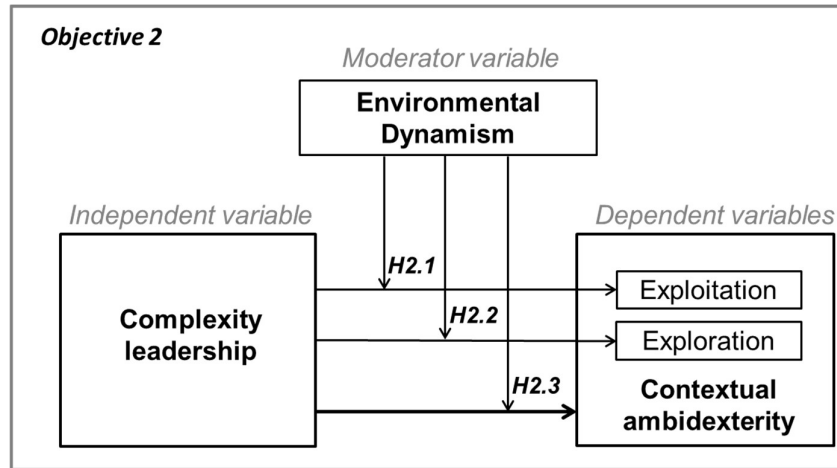 Objective 2
Moderator variable
Environmental
Dynamism
Independent variable
Dependent variables
Complexity
leadership
H2.1
H2.2
H2.3
Exploitation
Exploration
Contextual
ambidexterity